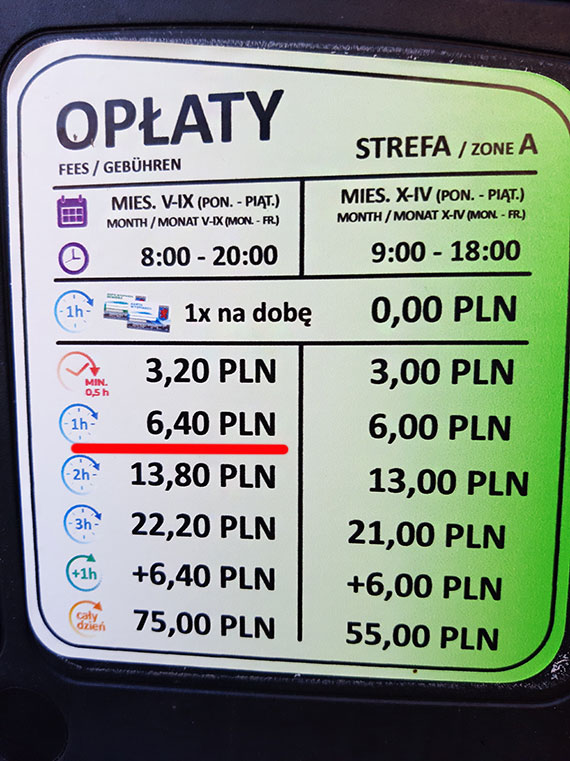 OPŁATY
FEES / GEBÜHREN
STREFA / ZONE A
MIES. V-IX (PON. - PIĄT.)
MONTH / MONAT V-IX (MON. - FR.)
8:00 - 20:00
MIES. X-IV (PON. - PIĄT.)
MONTH / MONAT X-IV (MON. - FR.)
9:00 - 18:00
1h 1x na dobę 0,00 PLN
MIN. 0,5 h 3,20 PLN 3,00 PLN
1h 6,40 PLN 6,00 PLN
2h 13,80 PLN 13,00 PLN
3h 22,20 PLN 21,00 PLN
+1h +6,40 PLN +6,00 PLN
cały dzień 75,00 PLN 55,00 PLN